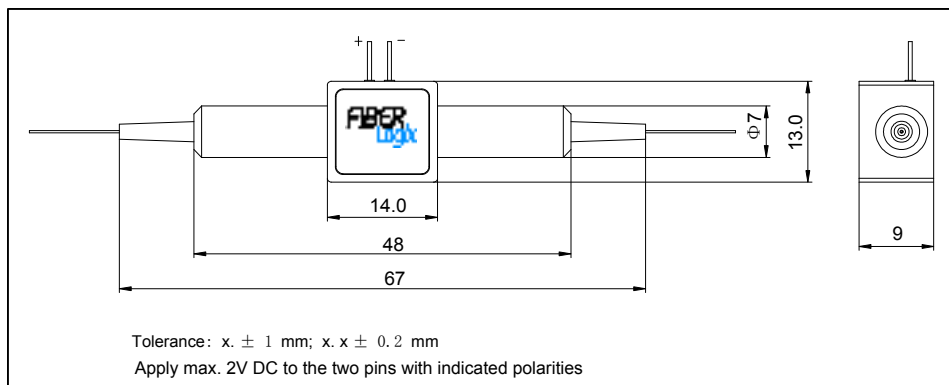 + −
FIBER
Logix
Φ7
13.0
14.0
48
67
9
Tolerance: x. ± 1 mm; x. x ± 0.2 mm
Apply max. 2V DC to the two pins with indicated polarities